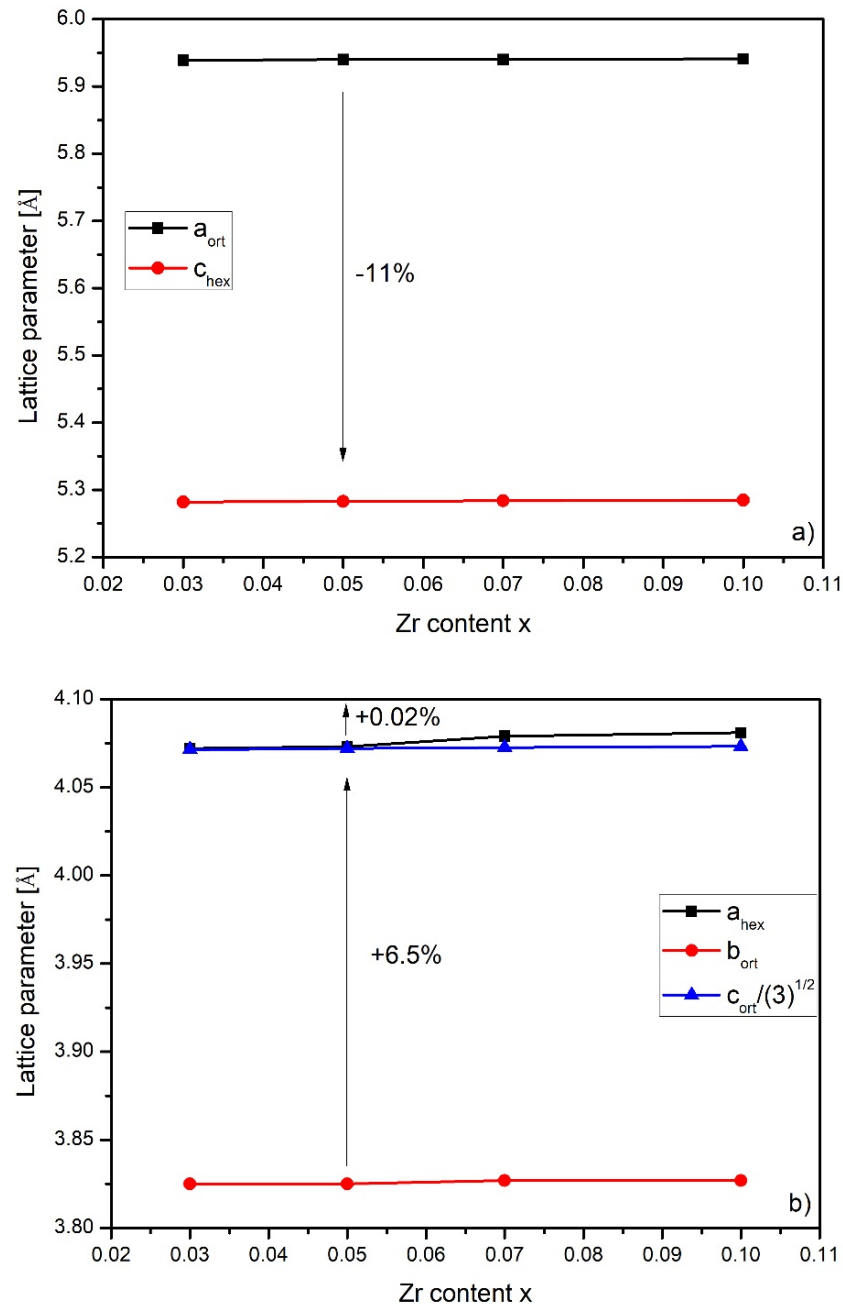 6.0
5.9
5.8
5.7
5.6
5.5
5.4
5.3
5.2
Lattice parameter [Å]
a_ort
c_hex
-11%
a)
0.02 0.03 0.04 0.05 0.06 0.07 0.08 0.09 0.10 0.11
Zr content x
4.10
4.05
4.00
3.95
3.90
3.85
3.80
Lattice parameter [Å]
+0.02%
+6.5%
a_hex
b_ort
c_ort/(3)^1/2
b)
0.02 0.03 0.04 0.05 0.06 0.07 0.08 0.09 0.10 0.11
Zr content x